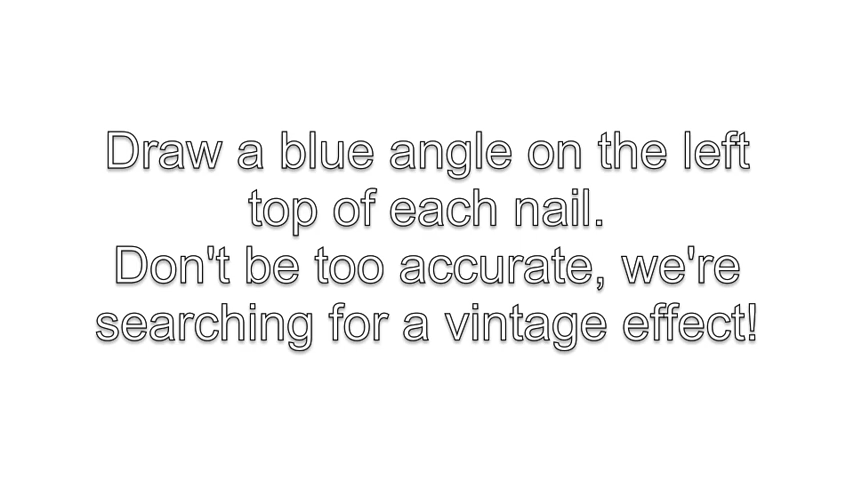 Draw a blue angle on the left
top of each nail.
Don't be too accurate, we're
searching for a vintage effect!